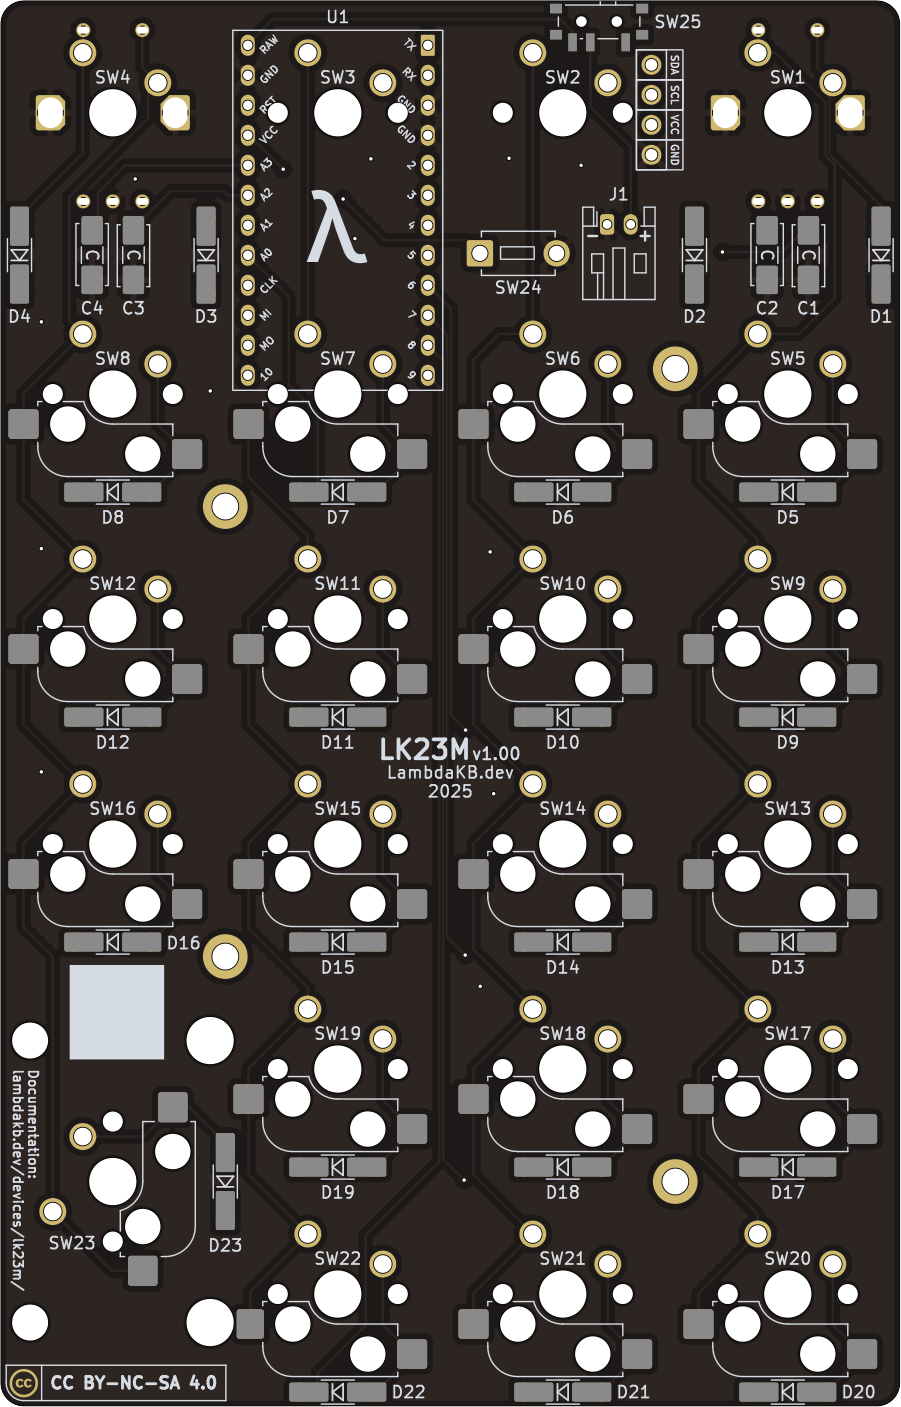 U1
SW25
SW4
SW3
SW2
SW1
RAW
GND
RST
VCC
A3
A2
A1
A0
CLK
MI
MO
10
TX
RX
GND
GND
2
3
4
5
6
7
8
9
λ
SDA
SCL
VCC
GND
J1
- +
SW24
C
C
C
C
D4
C4
C3
D3
D2
C2
C1
D1
SW8
SW7
SW6
SW5
D8
D7
D6
D5
SW12
SW11
SW10
SW9
D12
D11
D10
D9
LK23M v1.00
LambdaKB.dev
2025
SW16
SW15
SW14
SW13
D16
D15
D14
D13
SW19
SW18
SW17
Documentation:
lambdakb.dev/devices/lk23m/
D19
D18
D17
SW23
D23
SW22
SW21
SW20
cc
CC BY-NC-SA 4.0
D22
D21
D20